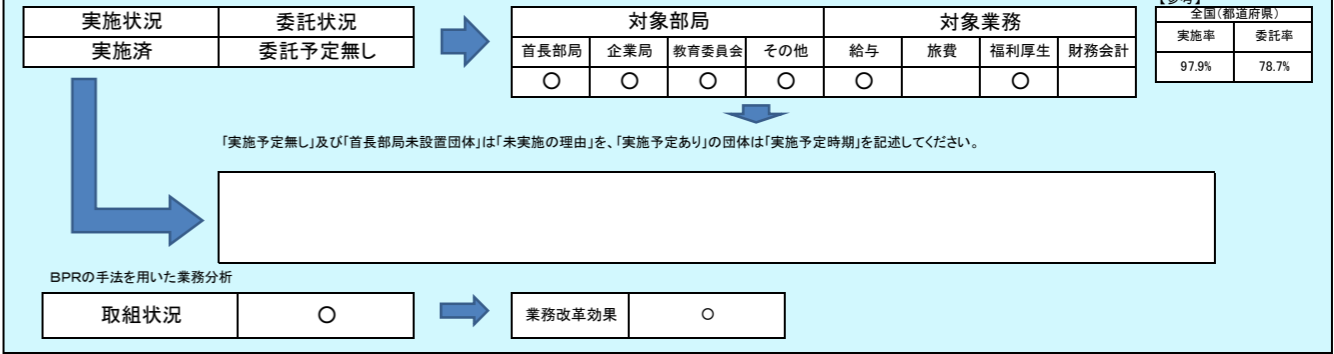 【参考】
実施状況 委託状況 対象部局 対象業務 全国(都道府県)
実施済 委託予定無し 首長部局 企業局 教育委員会 その他 給与 旅費 福利厚生 財務会計 実施率 委託率
○ ○ ○ ○ ○ ○ 97.9% 78.7%
「実施予定無し」及び「首長部局未設置団体」は「未実施の理由」を、「実施予定あり」の団体は「実施予定時期」を記述してください。
BPRの手法を用いた業務分析
取組状況 ○ 業務改革効果 ○